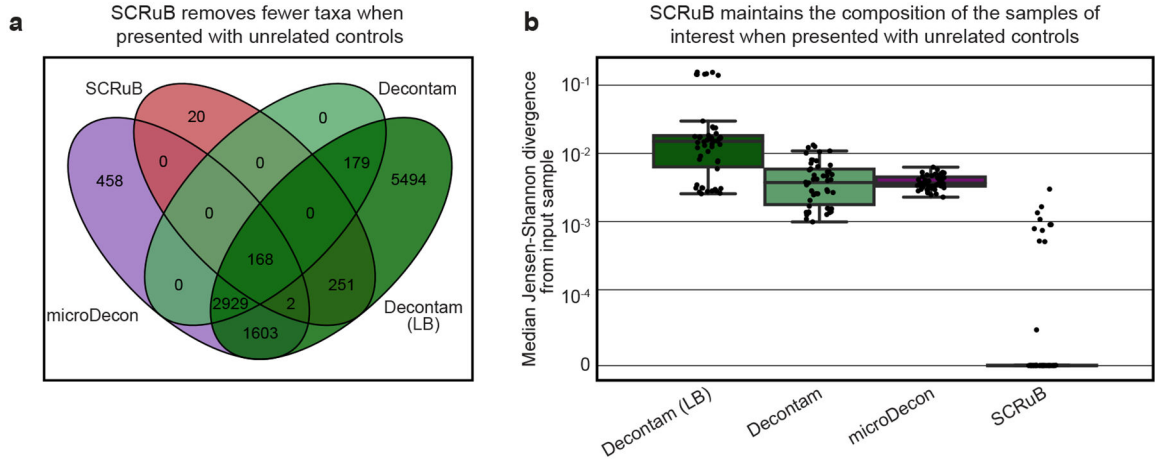 a
SCRuB removes fewer taxa when
presented with unrelated controls
SCRuB
Decontam
20
0
0
0
179
458
5494
0
0
168
0
251
2929
2
microDecon
Decontam
(LB)
1603
b
SCRuB maintains the composition of the samples of
interest when presented with unrelated controls
Median Jensen-Shannon divergence
from input sample
10-1
10-2
10-3
10-4
0
Decontam (LB)
Decontam
microDecon
SCRuB